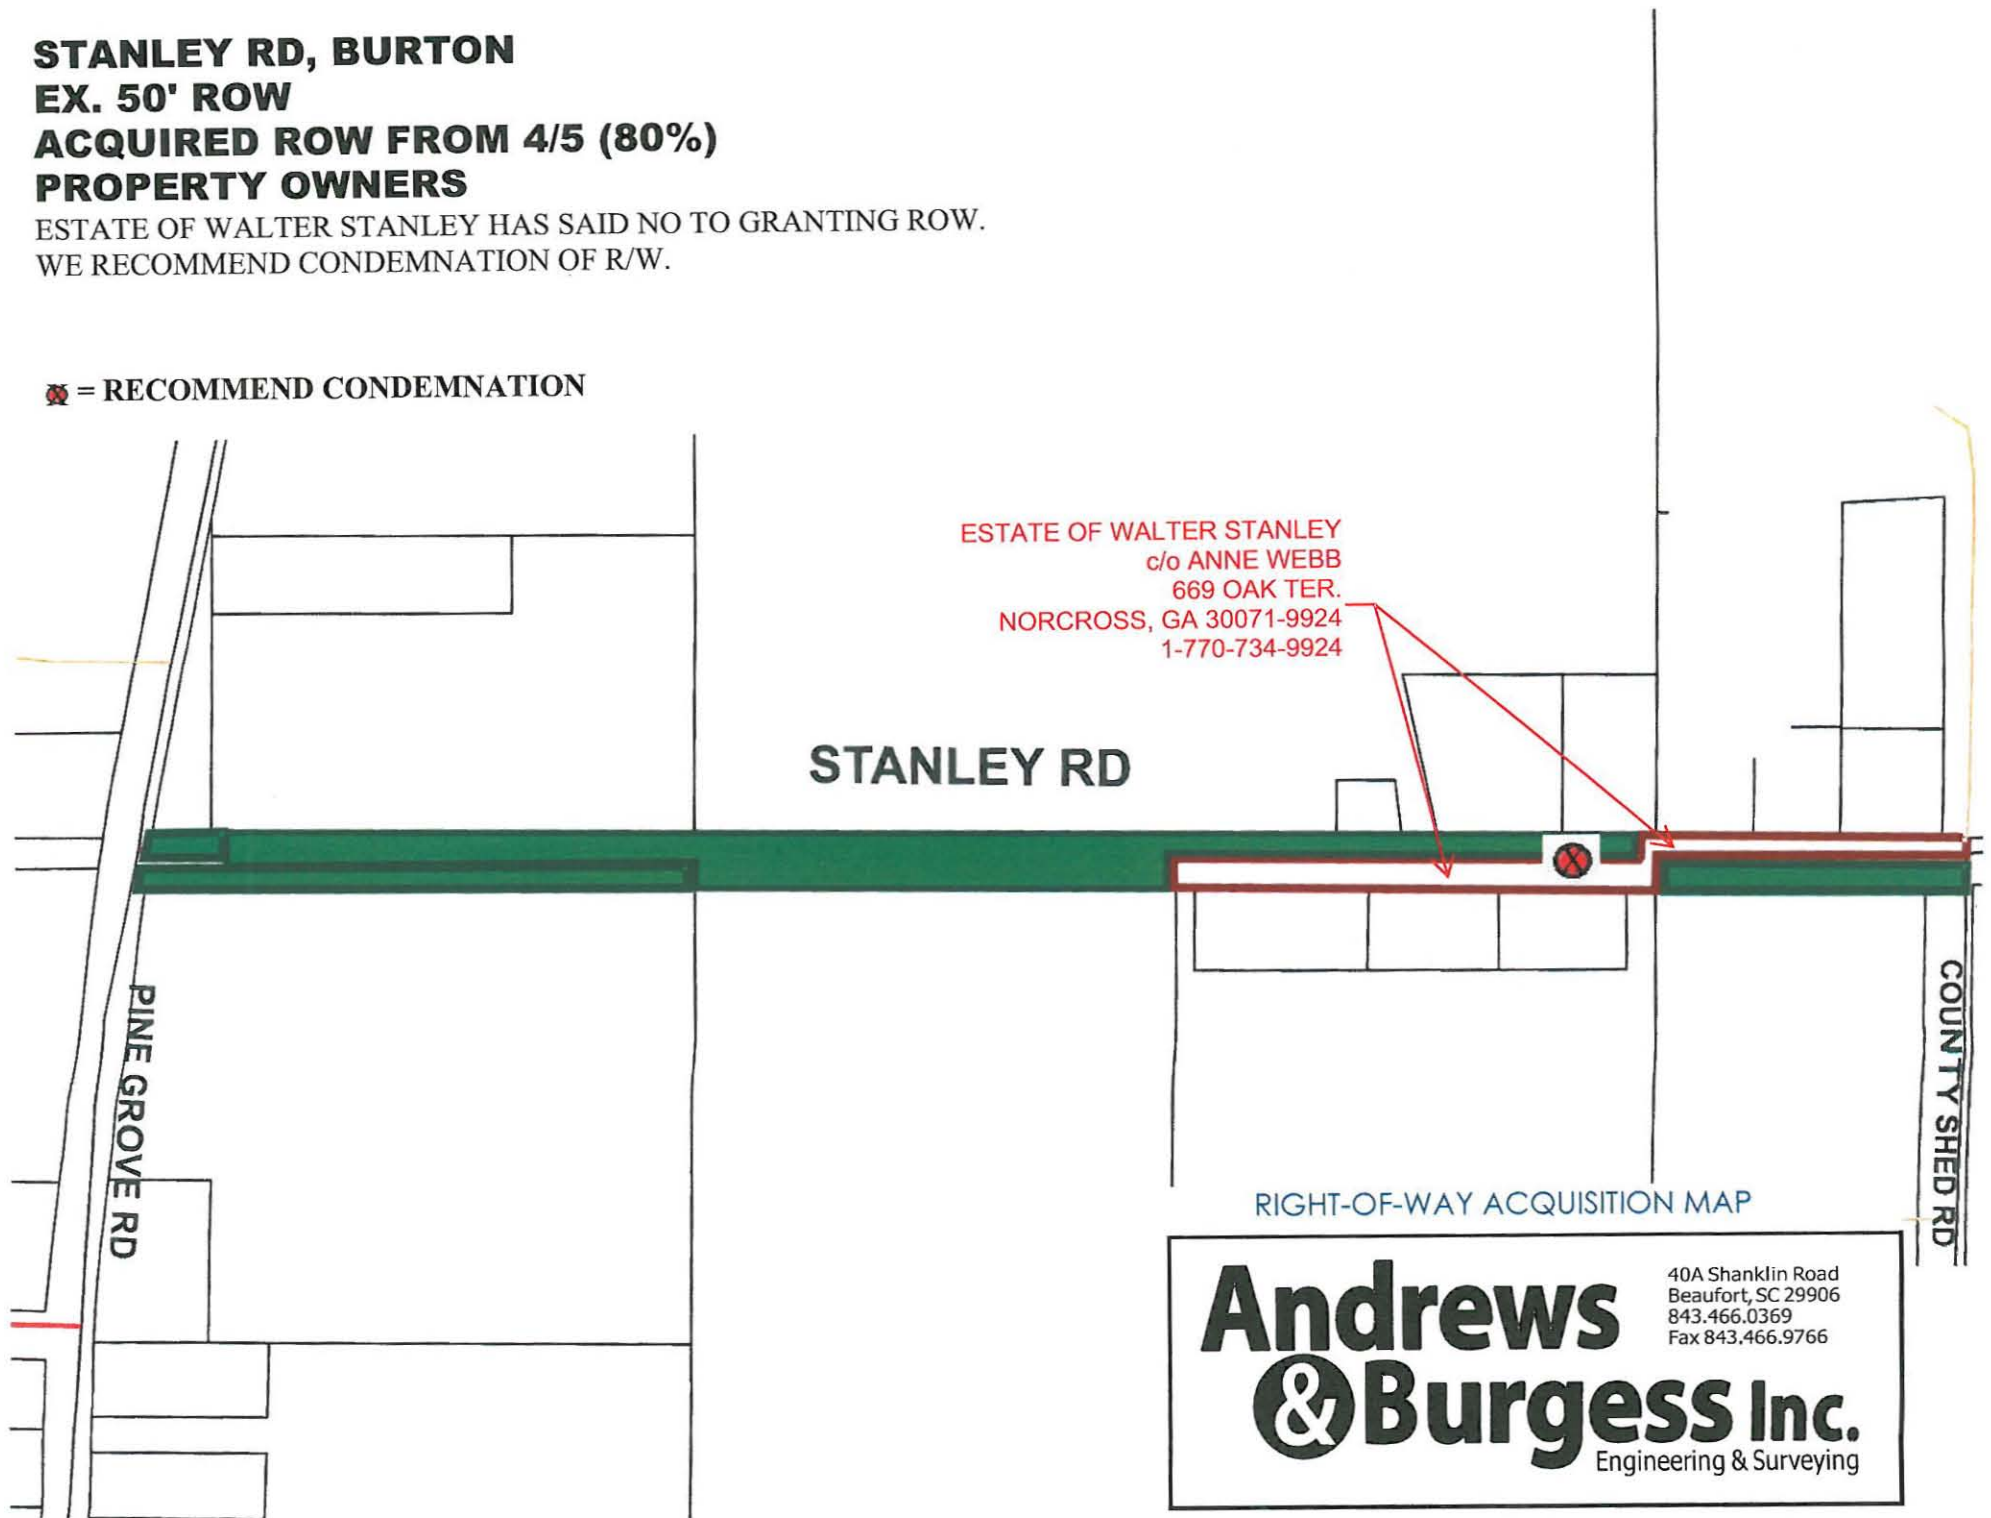 STANLEY RD, BURTON
EX. 50' ROW
ACQUIRED ROW FROM 4/5 (80%)
PROPERTY OWNERS
ESTATE OF WALTER STANLEY HAS SAID NO TO GRANTING ROW.
WE RECOMMEND CONDEMNATION OF R/W.
X = RECOMMEND CONDEMNATION
ESTATE OF WALTER STANLEY
c/o ANNE WEBB
669 OAK TER.
NORCROSS, GA 30071-9924
1-770-734-9924
STANLEY RD
X
PINE GROVE RD
COUNTY SHED RD
RIGHT-OF-WAY ACQUISITION MAP
Andrews
& Burgess Inc.
Engineering & Surveying
40A Shanklin Road
Beaufort, SC 29906
843.466.0369
Fax 843.466.9766